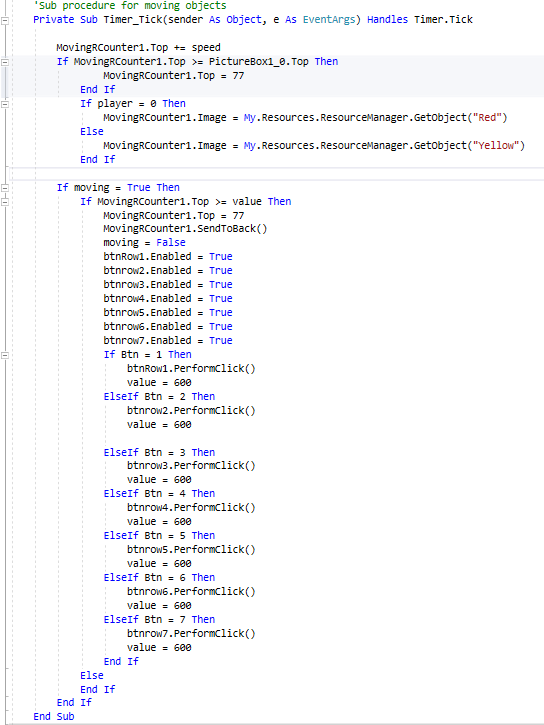 'Sub procedure for moving objects
Private Sub Timer_Tick(sender As Object, e As EventArgs) Handles Timer.Tick
MovingRCounter1.Top += speed
If MovingRCounter1.Top >= PictureBox1_0.Top Then
MovingRCounter1.Top = 77
End If
If player = 0 Then
MovingRCounter1.Image = My.Resources.ResourceManager.GetObject("Red")
Else
MovingRCounter1.Image = My.Resources.ResourceManager.GetObject("Yellow")
End If
If moving = True Then
If MovingRCounter1.Top >= value Then
MovingRCounter1.Top = 77
MovingRCounter1.SendToBack()
moving = False
btnRow1.Enabled = True
btnrow2.Enabled = True
btnrow3.Enabled = True
btnrow4.Enabled = True
btnrow5.Enabled = True
btnrow6.Enabled = True
btnrow7.Enabled = True
If Btn = 1 Then
btnRow1.PerformClick()
value = 600
ElseIf Btn = 2 Then
btnrow2.PerformClick()
value = 600
ElseIf Btn = 3 Then
btnrow3.PerformClick()
value = 600
ElseIf Btn = 4 Then
btnrow4.PerformClick()
value = 600
ElseIf Btn = 5 Then
btnrow5.PerformClick()
value = 600
ElseIf Btn = 6 Then
btnrow6.PerformClick()
value = 600
ElseIf Btn = 7 Then
btnrow7.PerformClick()
value = 600
End If
Else
End If
End If
End Sub